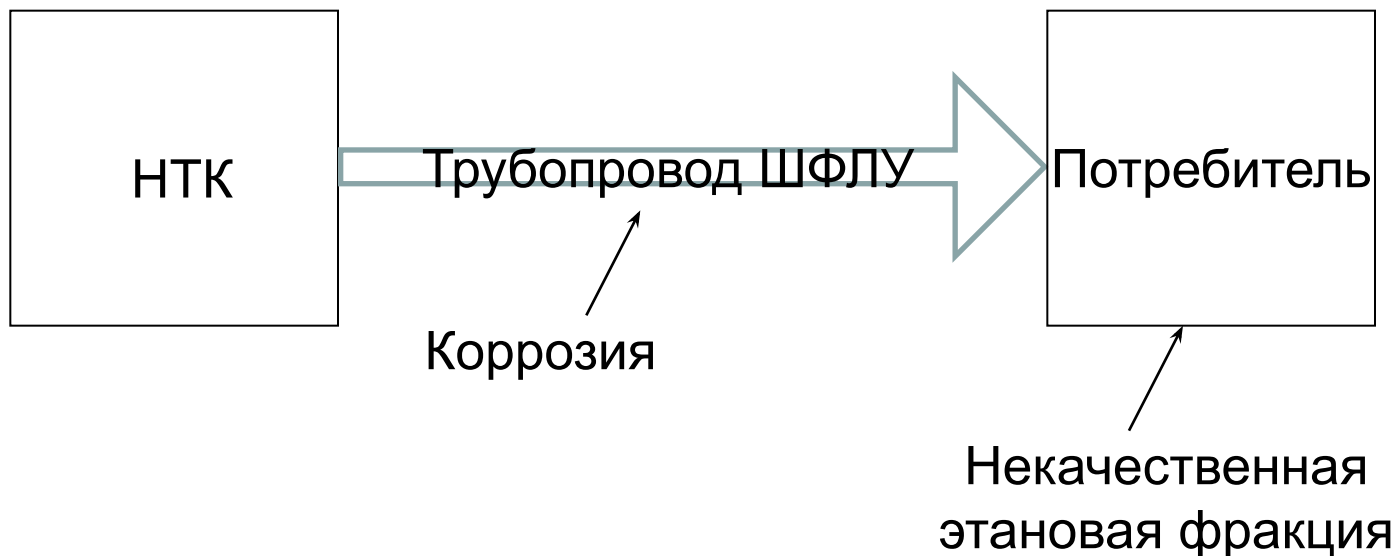 НТК
Трубопровод ШФЛУ
Потребитель
Коррозия
Некачественная
этановая фракция